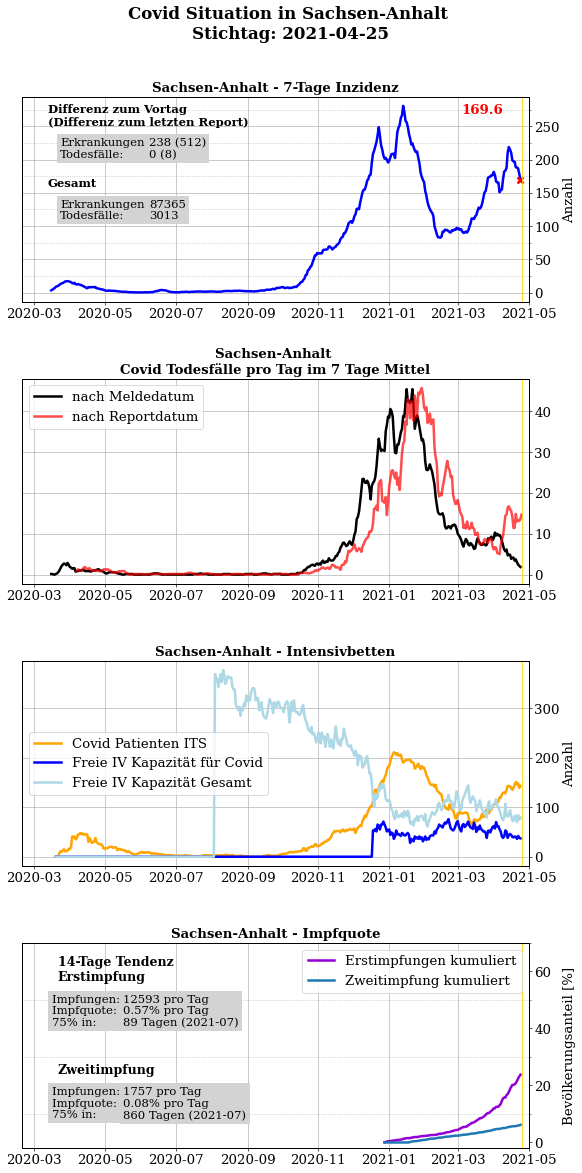 Covid Situation in Sachsen-Anhalt
Stichtag: 2021-04-25
Sachsen-Anhalt - 7-Tage Inzidenz
Differenz zum Vortag
(Differenz zum letzten Report)
Erkrankungen 238 (512)
Todesfälle: 0 (8)
Gesamt
Erkrankungen 87365
Todesfälle: 3013
169.6
250
200
150
100
50
0
Anzahl
2020-03 2020-05 2020-07 2020-09 2020-11 2021-01 2021-03 2021-05
Sachsen-Anhalt
Covid Todesfälle pro Tag im 7 Tage Mittel
nach Meldedatum
nach Reportdatum
40
30
20
10
0
2020-03 2020-05 2020-07 2020-09 2020-11 2021-01 2021-03 2021-05
Sachsen-Anhalt - Intensivbetten
Covid Patienten ITS
Freie IV Kapazität für Covid
Freie IV Kapazität Gesamt
300
200
100
0
Anzahl
2020-03 2020-05 2020-07 2020-09 2020-11 2021-01 2021-03 2021-05
Sachsen-Anhalt - Impfquote
14-Tage Tendenz
Erstimpfung
Impfungen: 12593 pro Tag
Impfquote: 0.57% pro Tag
75% in: 89 Tagen (2021-07)
Zweitimpfung
Impfungen: 1757 pro Tag
Impfquote: 0.08% pro Tag
75% in: 860 Tagen (2021-07)
Erstimpfungen kumuliert
Zweitimpfung kumuliert
60
40
20
0
Bevölkerungsanteil [%]
2020-03 2020-05 2020-07 2020-09 2020-11 2021-01 2021-03 2021-05